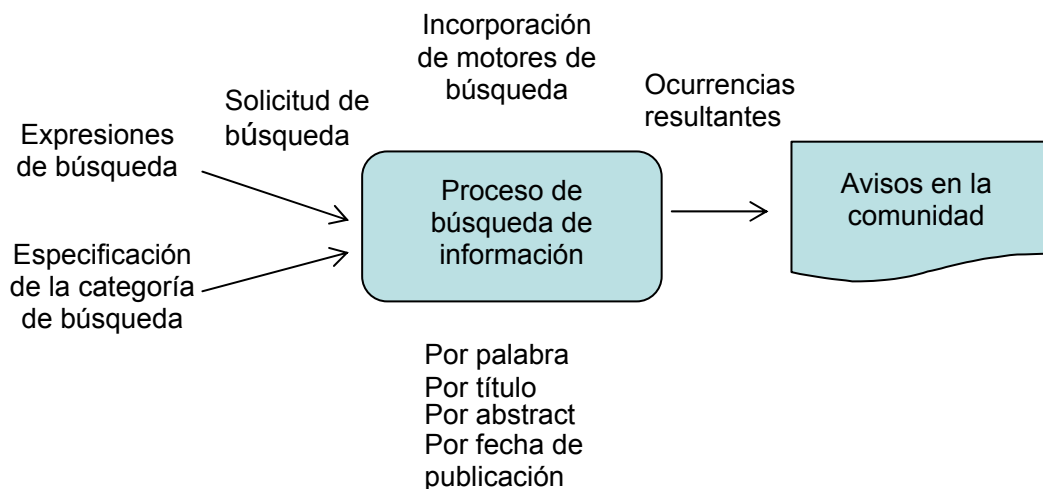 Incorporación
de motores de
búsqueda
Solicitud de
búsqueda
Ocurrencias
resultantes
Expresiones
de búsqueda
Especificación
de la categoría
de búsqueda
Proceso de
búsqueda de
información
Avisos en la
comunidad
Por palabra
Por título
Por abstract
Por fecha de
publicación